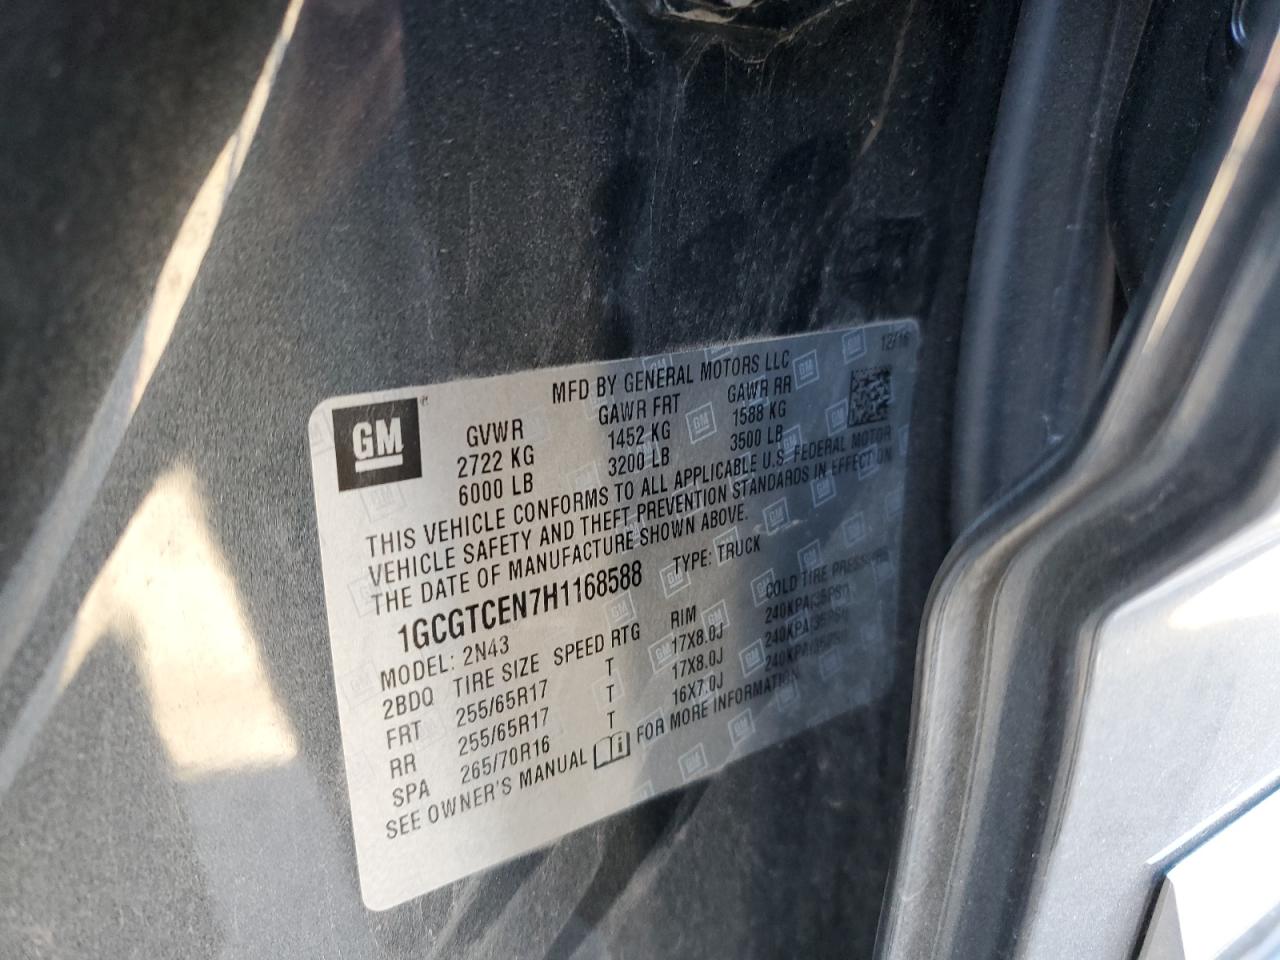 12/16
MFD BY GENERAL MOTORS LLC
GM ®
GVWR GAWR FRT GAWR RR
2722 KG 1452 KG 1588 KG
6000 LB 3200 LB 3500 LB
THIS VEHICLE CONFORMS TO ALL APPLICABLE U.S. FEDERAL MOTOR
VEHICLE SAFETY AND THEFT PREVENTION STANDARDS IN EFFECT ON
THE DATE OF MANUFACTURE SHOWN ABOVE.
1GCGTCEN7H1168588 TYPE: TRUCK
MODEL: 2N43
2BDQ TIRE SIZE SPEED RTG RIM COLD TIRE PRESSURE
FRT 255/65R17 T 17X8.0J 240KPA(35PSI)
RR 255/65R17 T 17X8.0J 240KPA(35PSI)
SPA 265/70R16 T 16X7.0J 240KPA(35PSI)
SEE OWNER'S MANUAL FOR MORE INFORMATION